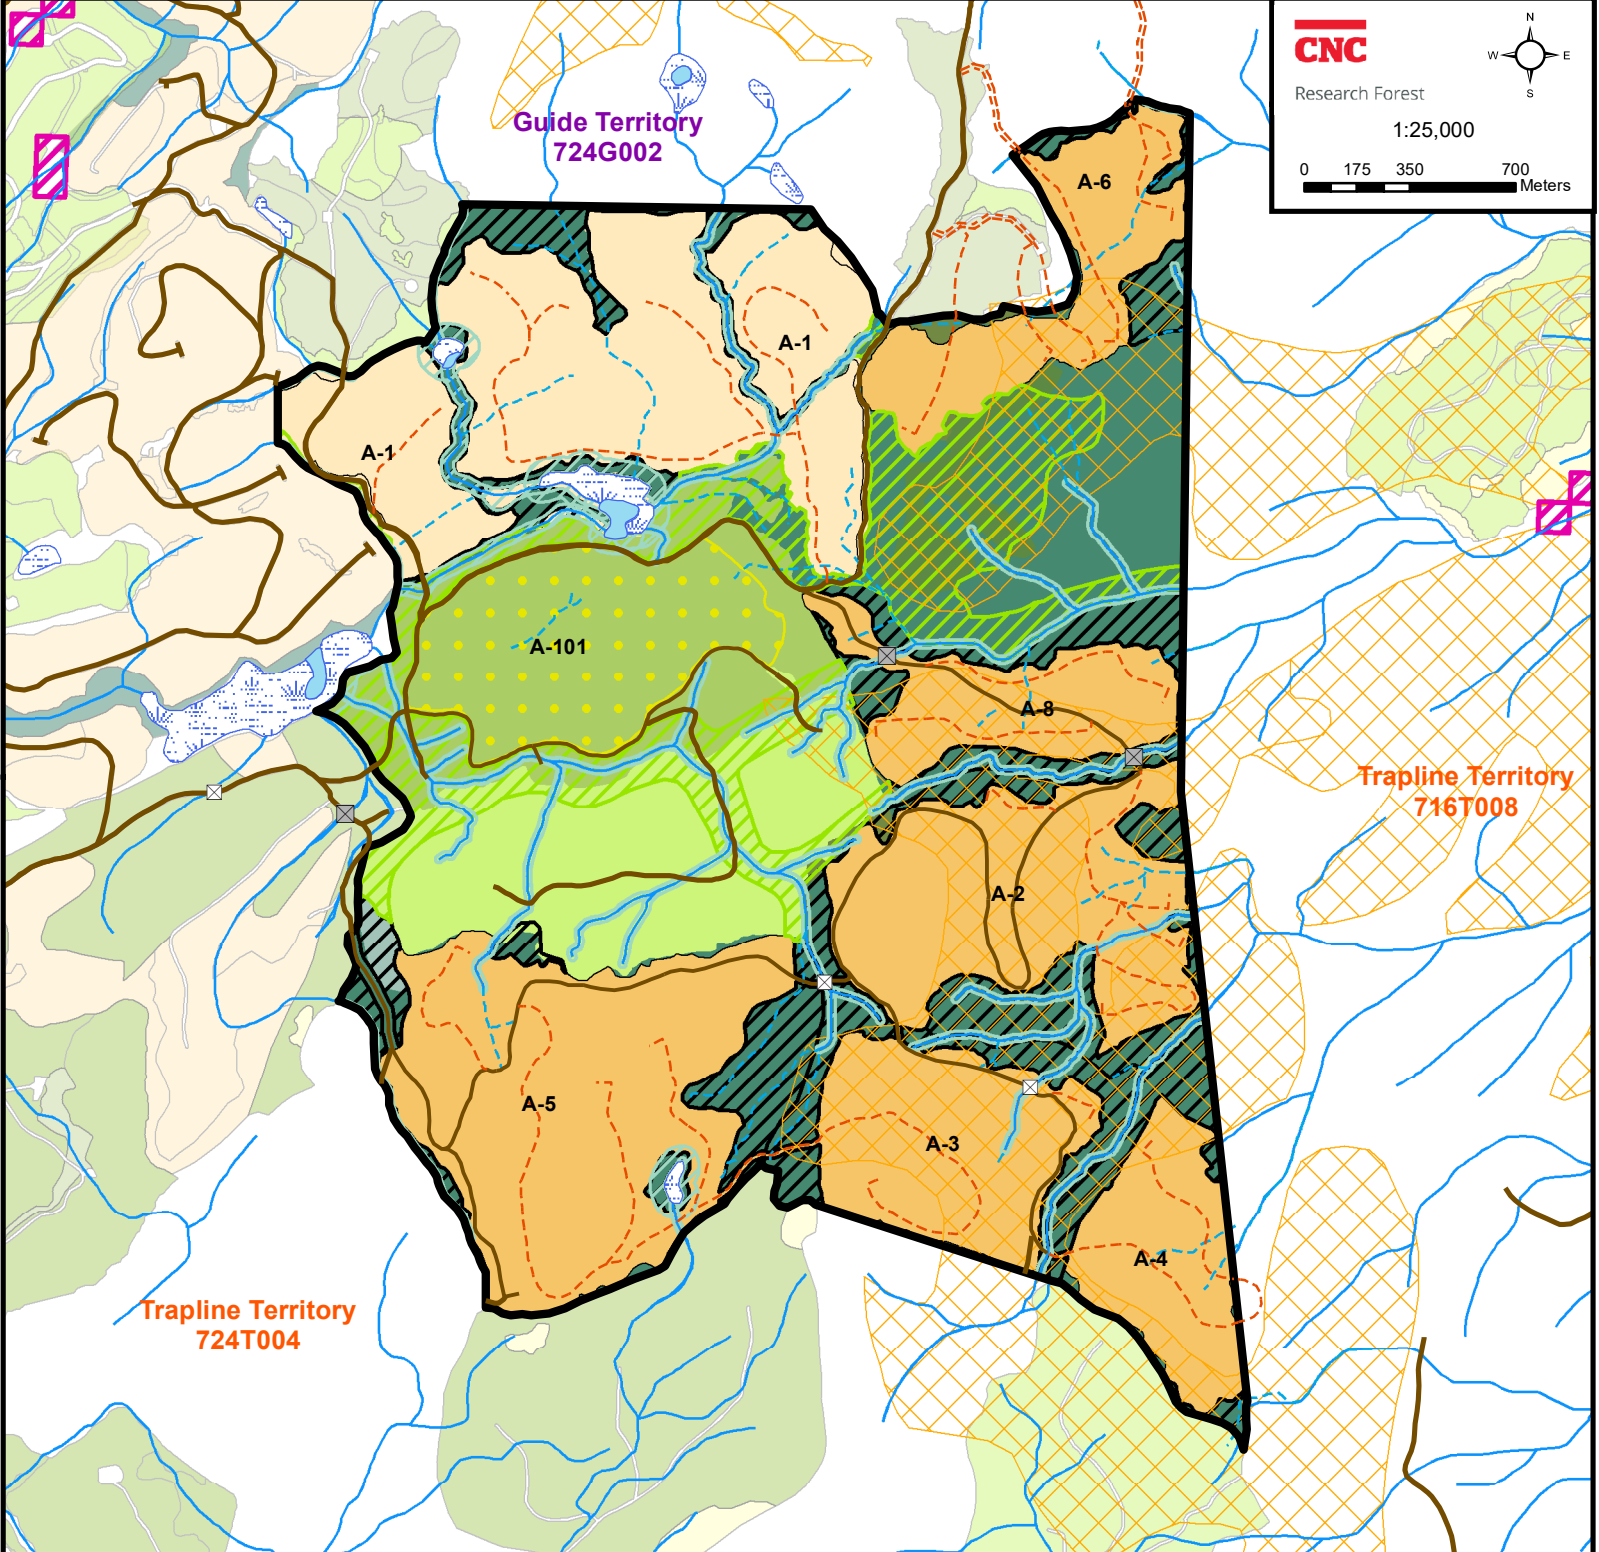 CNC
Research Forest
N
W E
S
1:25,000
0 175 350 700
Meters
Guide Territory
724G002
A-6
A-1
A-1
A-101
A-8
Trapline Territory
716T008
A-2
A-5
A-3
A-4
Trapline Territory
724T004